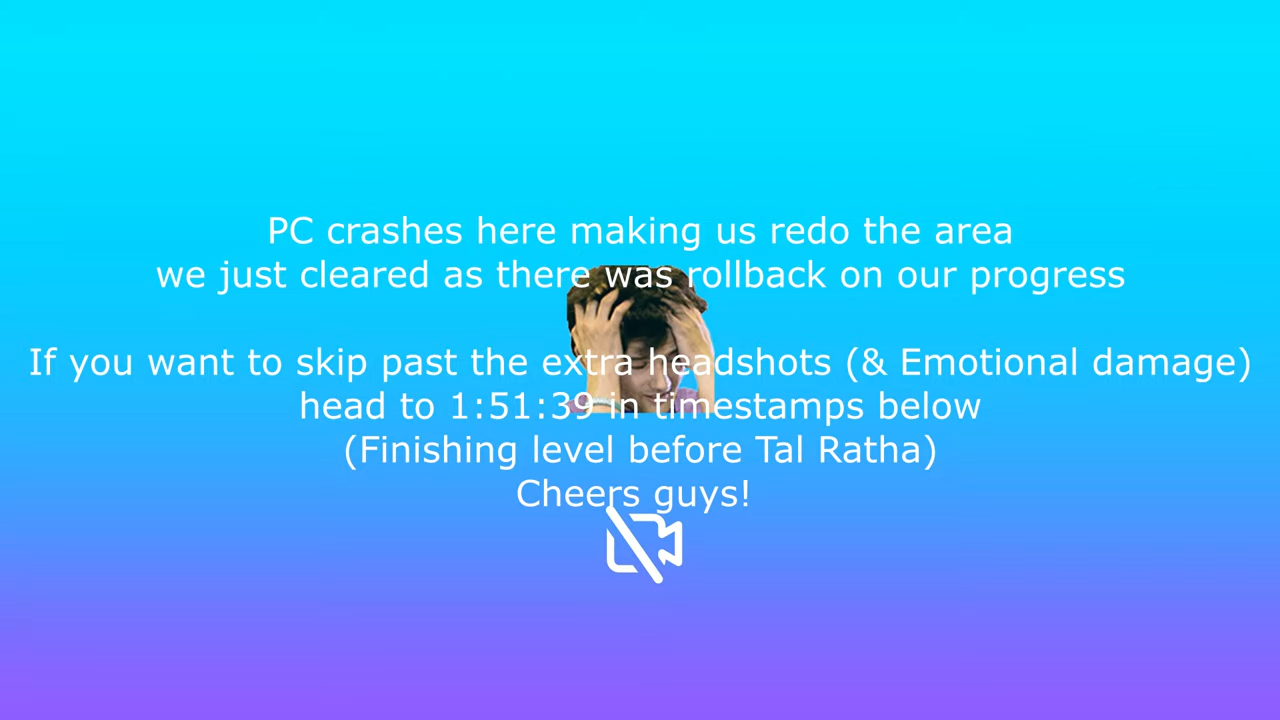 PC crashes here making us redo the area
we just cleared as there was rollback on our progress
If you want to skip past the extra headshots (& Emotional damage)
head to 1:51:39 in timestamps below
(Finishing level before Tal Ratha)
Cheers guys!